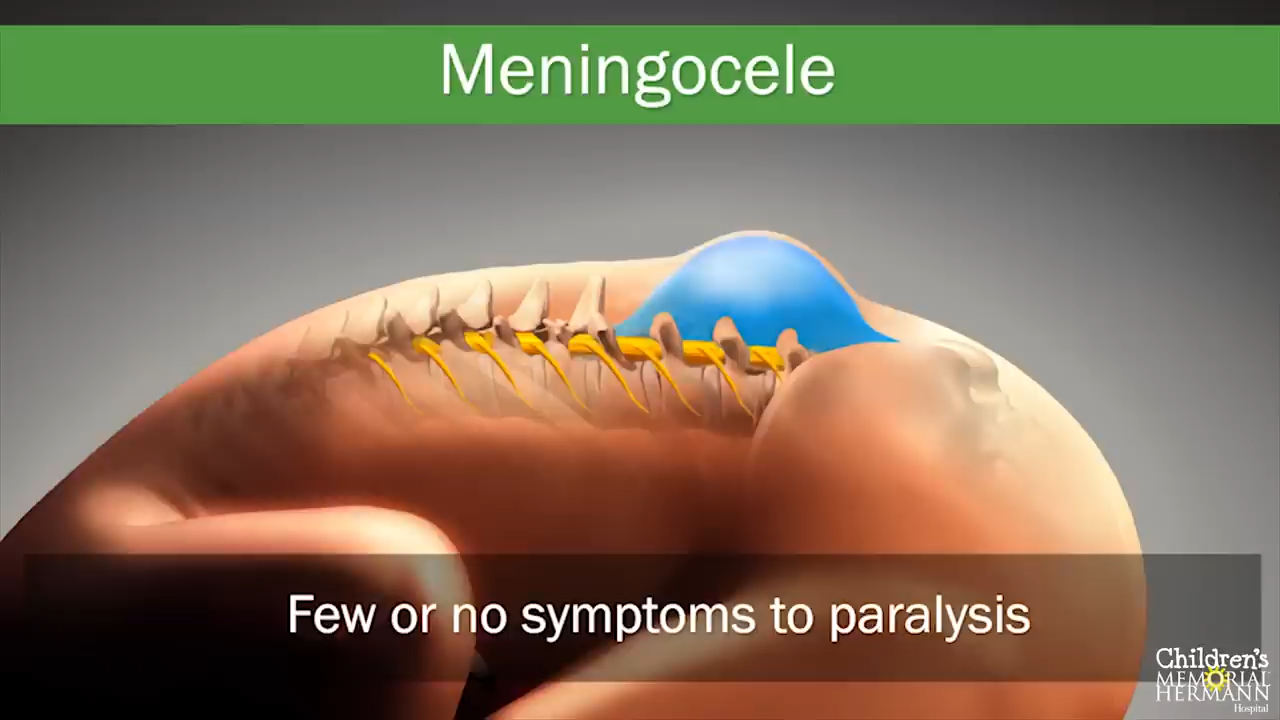 Meningocele
Few or no symptoms to paralysis
Children's
MEMORIAL
HERMANN
Hospital